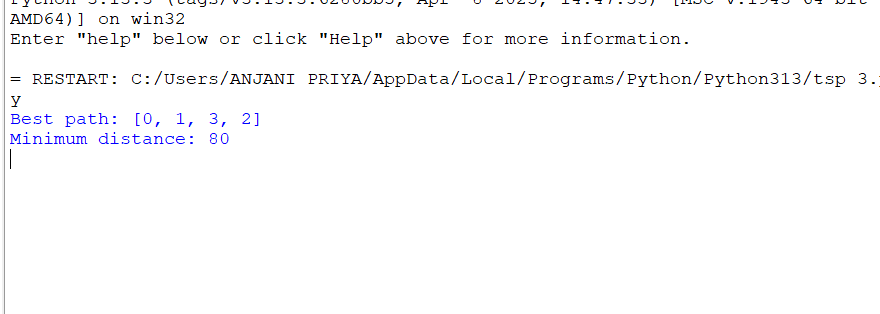 AMD64)] on win32
Enter "help" below or click "Help" above for more information.
= RESTART: C:/Users/ANJANI PRIYA/AppData/Local/Programs/Python/Python313/tsp 3.
y
Best path: [0, 1, 3, 2]
Minimum distance: 80